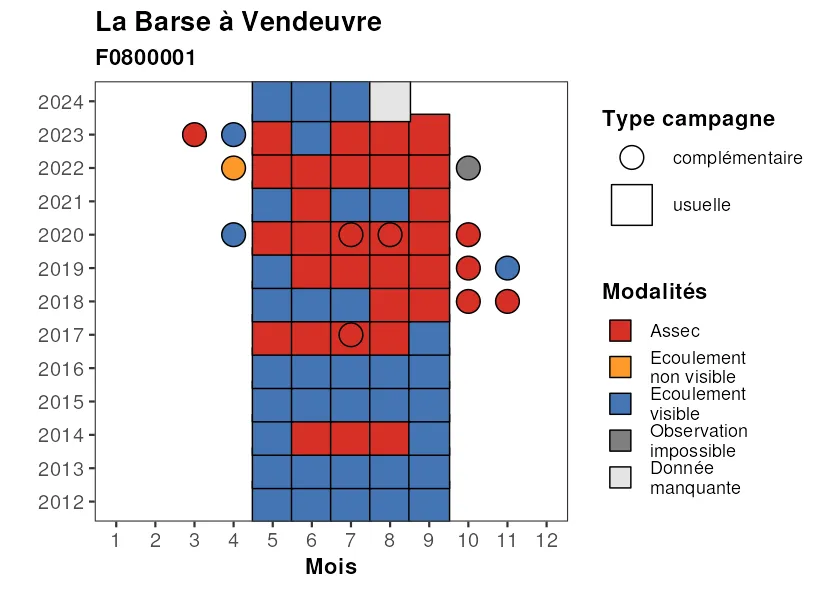 La Barse à Vendeuvre
F0800001
2024
2023
2022
2021
2020
2019
2018
2017
2016
2015
2014
2013
2012
1 2 3 4 5 6 7 8 9 10 11 12
Mois
Type campagne
complémentaire
usuelle
Modalités
Assec
Ecoulement
non visible
Ecoulement
visible
Observation
impossible
Donnée
manquante